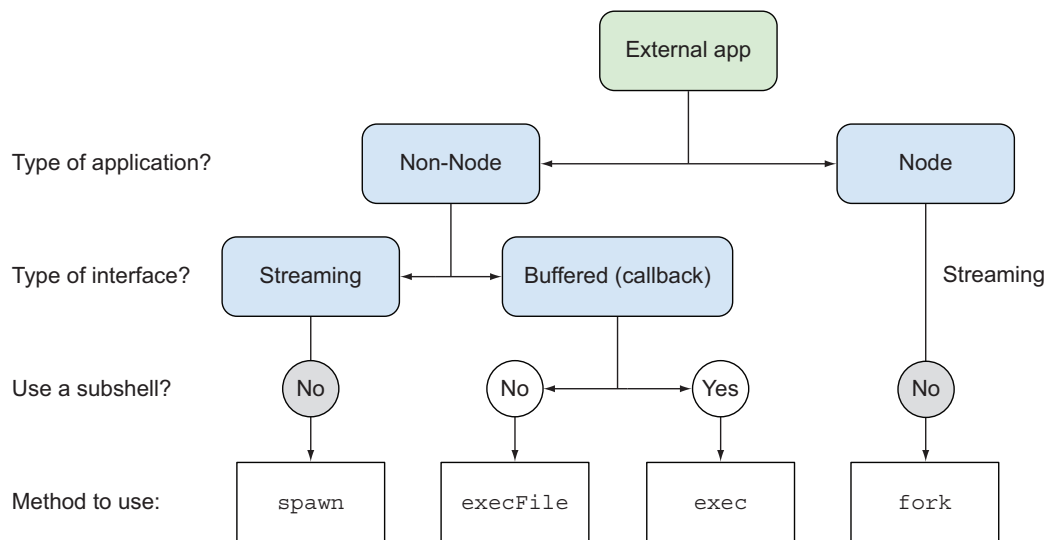 External app
Type of application?
Non-Node
Node
Type of interface?
Streaming
Buffered (callback)
Streaming
Use a subshell?
No
No
Yes
No
Method to use:
spawn
execFile
exec
fork